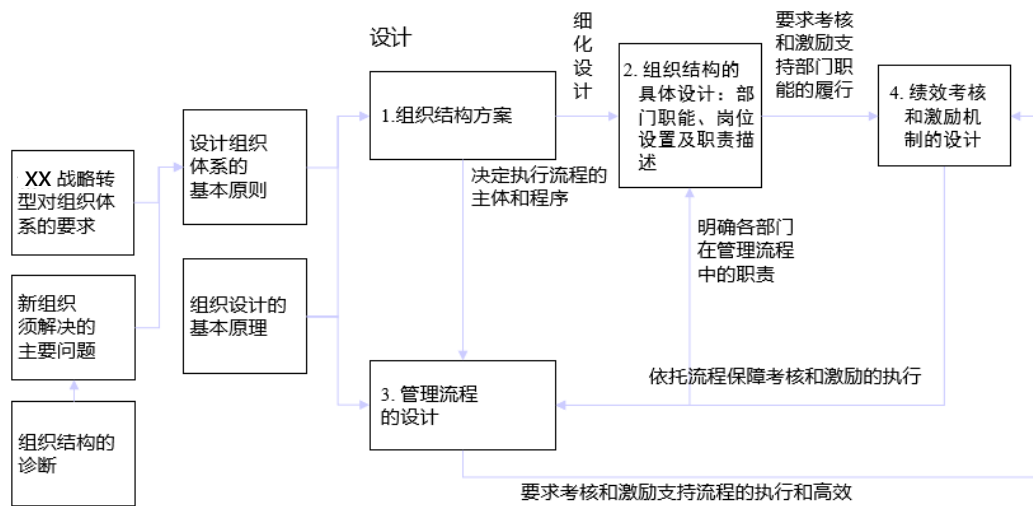 设计
细
化
设
计
要求考核
和激励支
持部门职
能的履行
1.组织结构方案
2. 组织结构的
具体设计：部
门职能、岗位
设置及职责描
述
4. 绩效考核
和激励机
制的设计
设计组织
体系的
基本原则
XX 战略转
型对组织体
系的要求
决定执行流程的
主体和程序
明确各部门
在管理流程
中的职责
新组织
须解决的
主要问题
组织设计的
基本原理
依托流程保障考核和激励的执行
3. 管理流程
的设计
组织结构的
诊断
要求考核和激励支持流程的执行和高效